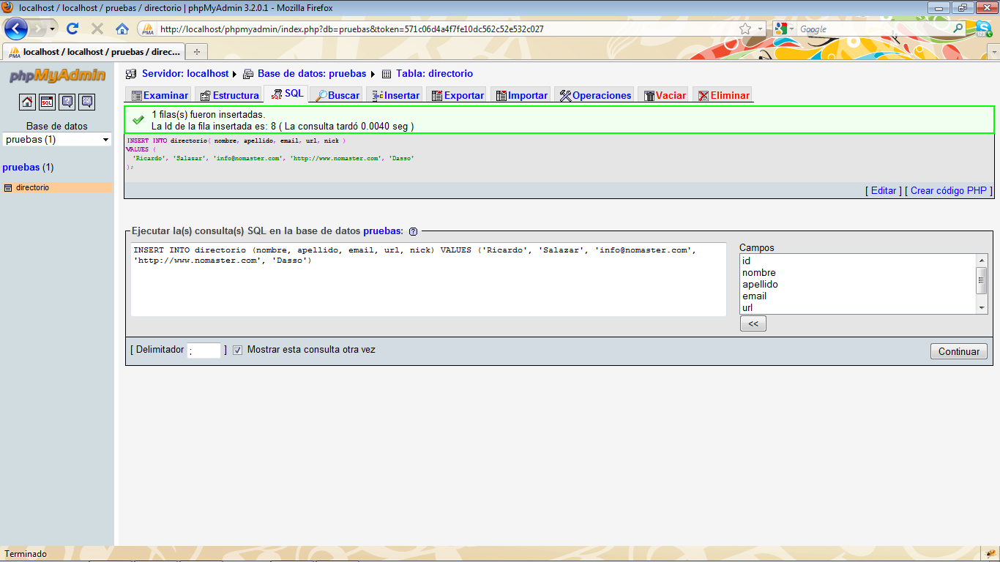 localhost / localhost / pruebas / directorio | phpMyAdmin 3.2.0.1 - Mozilla Firefox
http://localhost/phpmyadmin/index.php?db=pruebas&token=571c06d4a4f7fe10dc562c52e532c027
Google
localhost / localhost / pruebas / direc...
phpMyAdmin
Servidor: localhost Base de datos: pruebas Tabla: directorio
Examinar Estructura SQL Buscar Insertar Exportar Importar Operaciones Vaciar Eliminar
Base de datos
pruebas (1)
pruebas (1)
directorio
1 filas(s) fueron insertadas.
La Id de la fila insertada es: 8 ( La consulta tardó 0.0040 seg )
INSERT INTO directorio( nombre, apellido, email, url, nick )
VALUES (
'Ricardo', 'Salazar', 'info@nomaster.com', 'http://www.nomaster.com', 'Dasso'
);
[ Editar ] [ Crear código PHP ]
Ejecutar la(s) consulta(s) SQL en la base de datos pruebas:
INSERT INTO directorio (nombre, apellido, email, url, nick) VALUES ('Ricardo', 'Salazar', 'info@nomaster.com',
'http://www.nomaster.com', 'Dasso')
Campos
id
nombre
apellido
email
url
<<
[ Delimitador ; ] Mostrar esta consulta otra vez
Continuar
Terminado